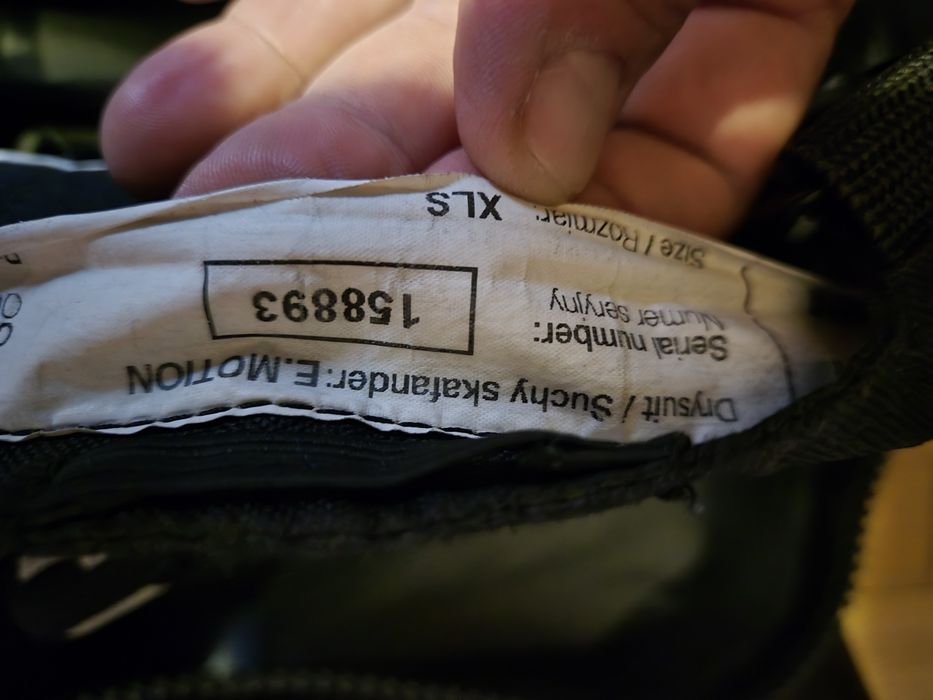 Drysuit / Suchy skafander: E.MOTION
Serial number:
Numer seryjny
158893
Size / Rozmiar: XLS